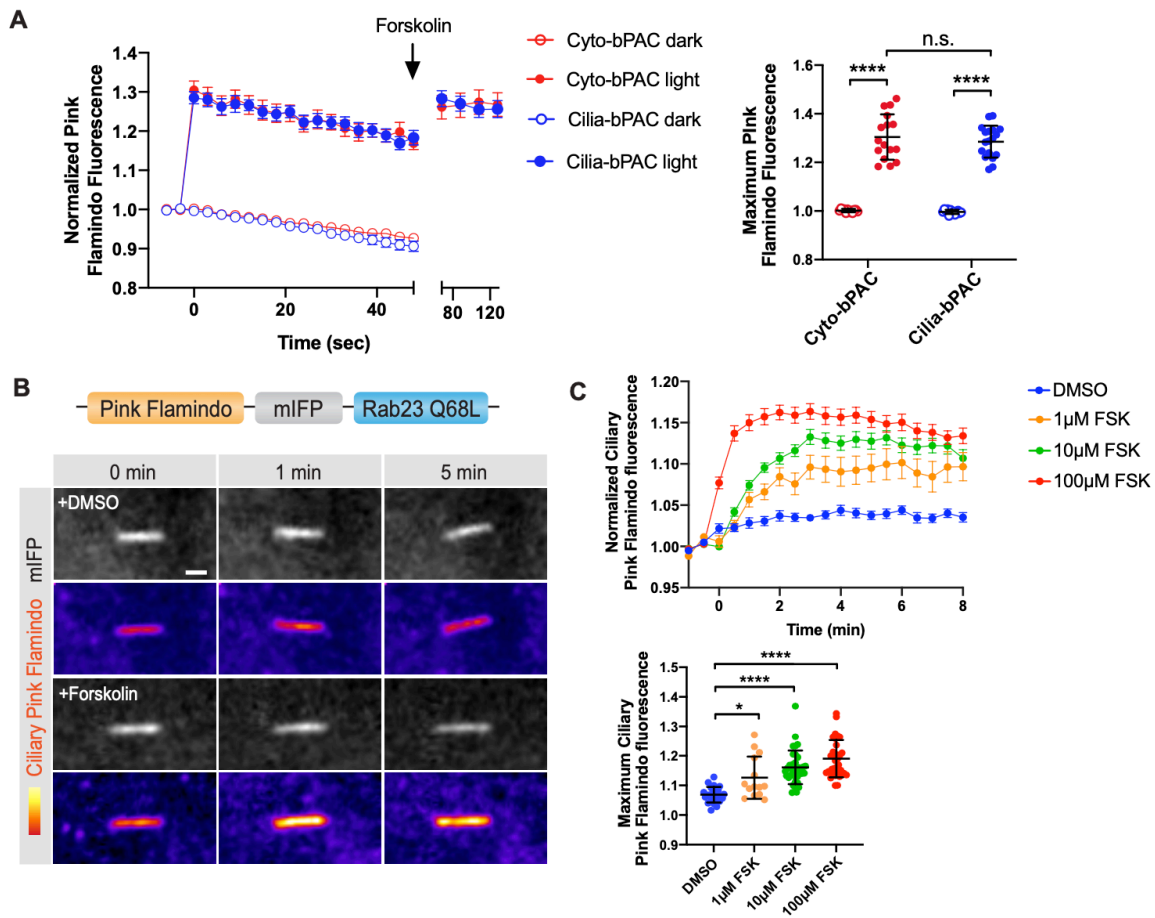 A
Forskolin
Cyto-bPAC dark
Cyto-bPAC light
Cilia-bPAC dark
Cilia-bPAC light
Normalized Pink
Flamindo Fluorescence
1.4
1.3
1.2
1.1
1.0
0.9
0.8
0 20 40 80 120
Time (sec)
n.s.
**** ****
Maximum PInk
Flamindo Fluorescence
1.6
1.4
1.2
1.0
0.8
Cyto-bPAC
Cilia-bPAC
B
Pink Flamindo mIFP Rab23 Q68L
0 min 1 min 5 min
+DMSO
+Forskolin
mIFP
Ciliary Pink Flamindo
C
Normalized Ciliary
Pink Flamindo fluorescence
1.20
1.15
1.10
1.05
1.00
0.95
0 2 4 6 8
Time (min)
DMSO
1μM FSK
10μM FSK
100μM FSK
****
****
*
Maximum Ciliary
Pink Flamindo fluorescence
1.5
1.4
1.3
1.2
1.1
1.0
0.9
DMSO
1μM FSK
10μM FSK
100μM FSK